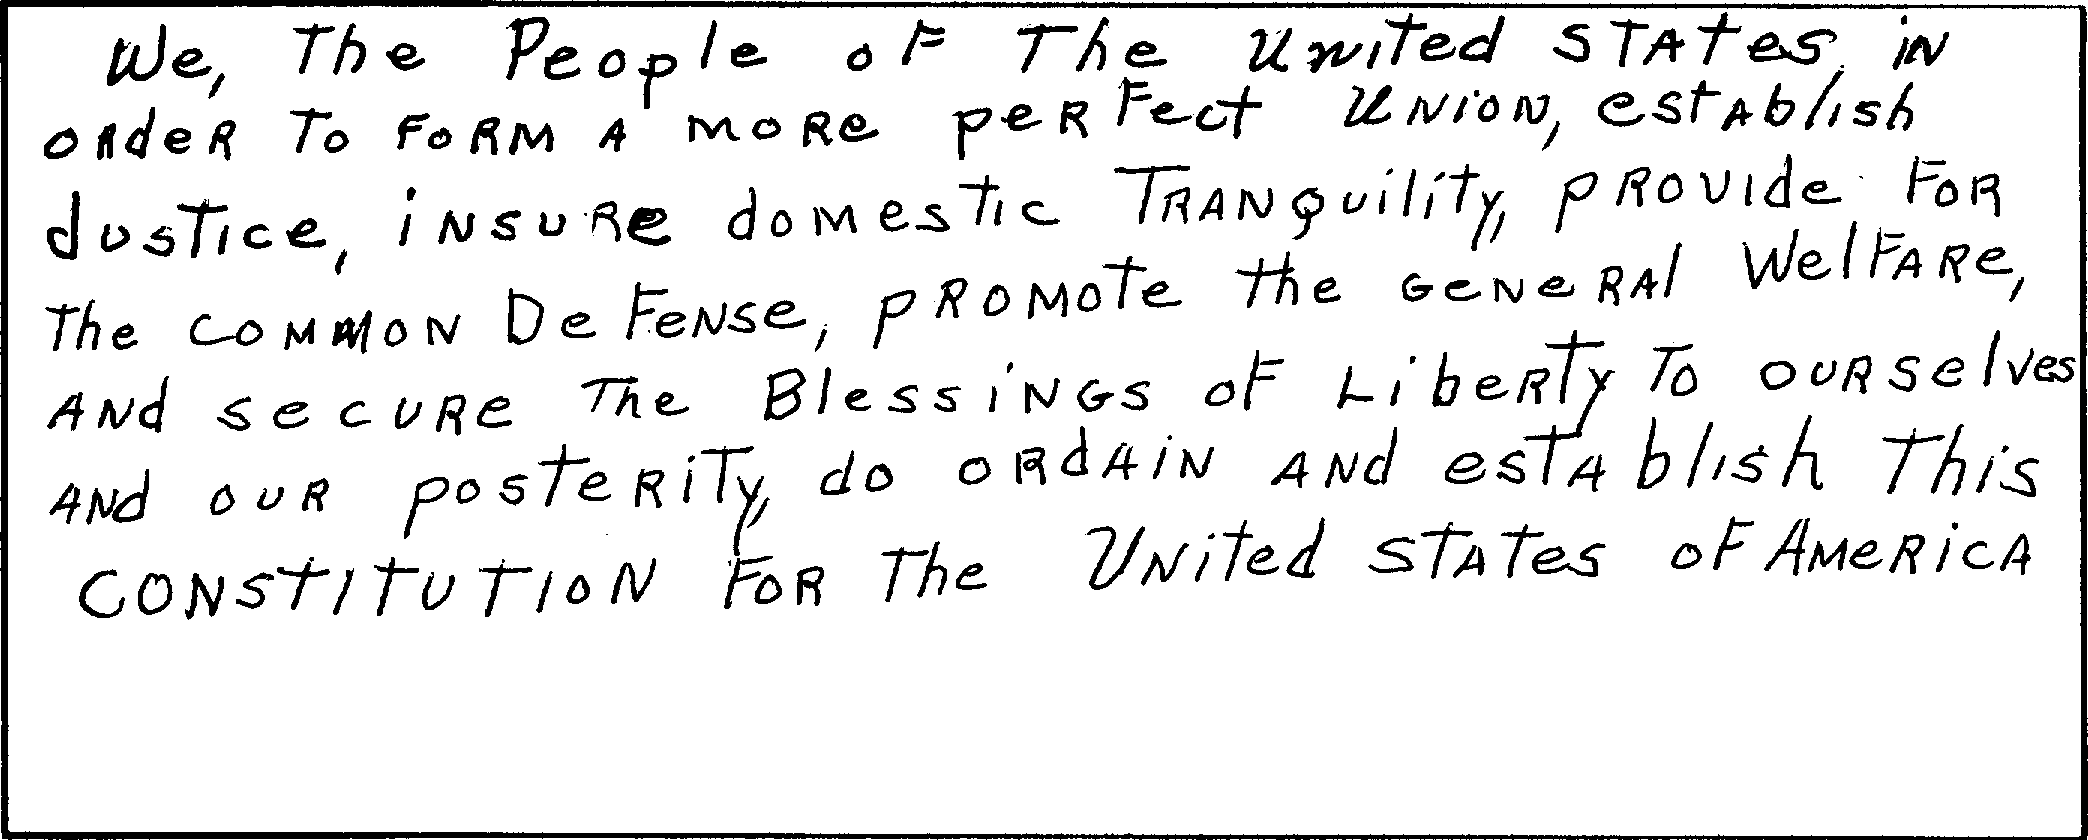 We, The People of The United States, in
order To form a more perfect Union, establish
Justice, insure domestic Tranquility, provide for
The common Defense, promote the general Welfare,
and secure The Blessings of Liberty To ourselves
and our posterity, do ordain and establish This
Constitution for The United States of America